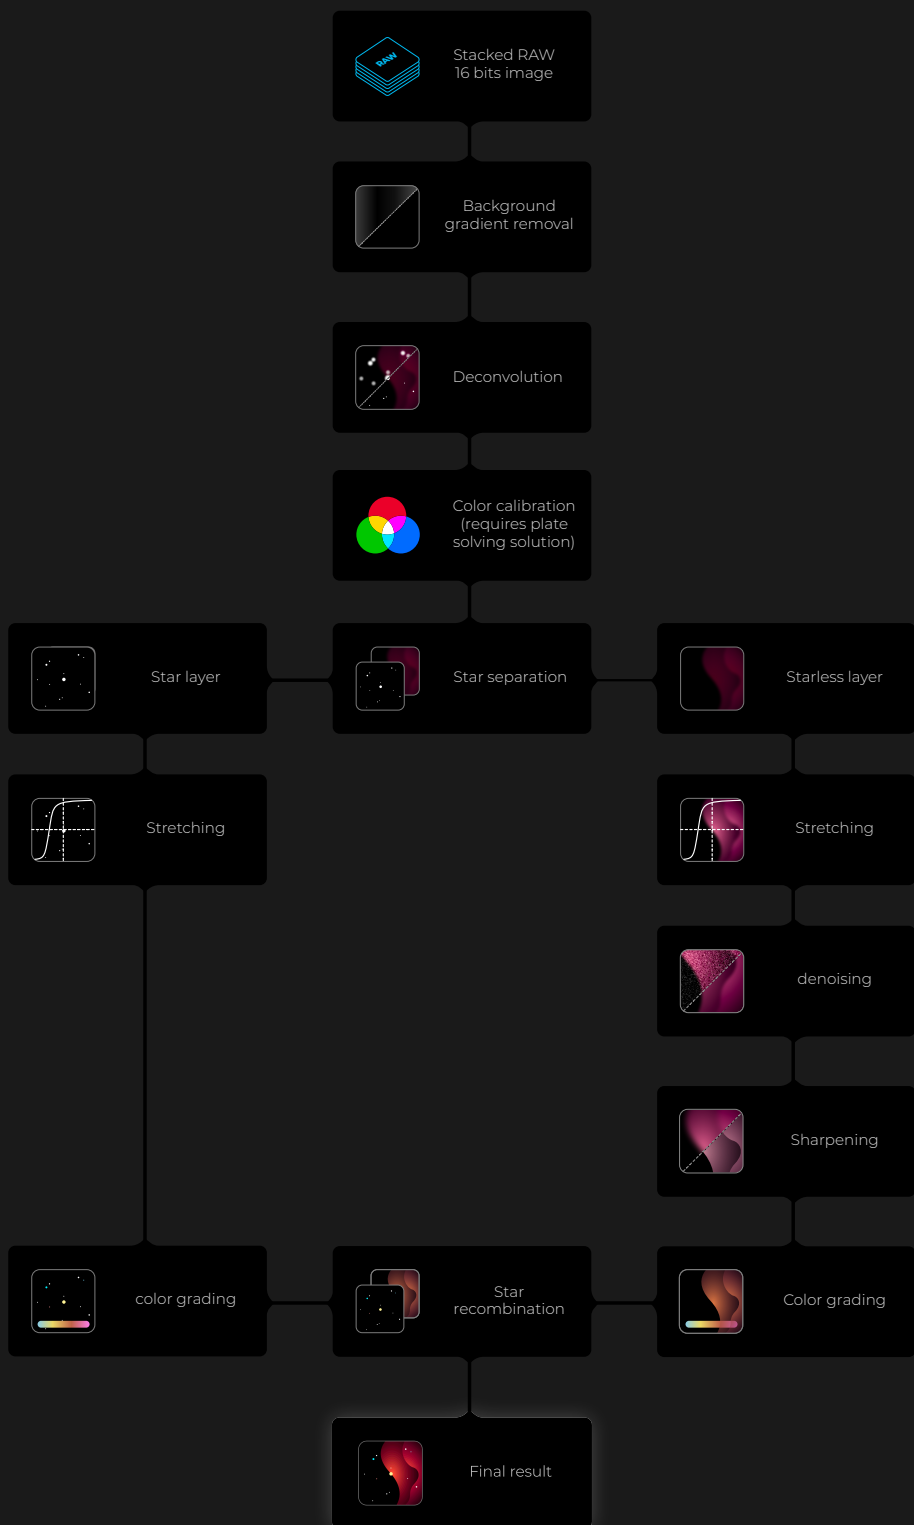 RAW
Stacked RAW
16 bits image
Background
gradient removal
Deconvolution
Color calibration
(requires plate
solving solution)
Star layer
Star separation
Starless layer
Stretching
Stretching
denoising
Sharpening
color grading
Star
recombination
Color grading
Final result